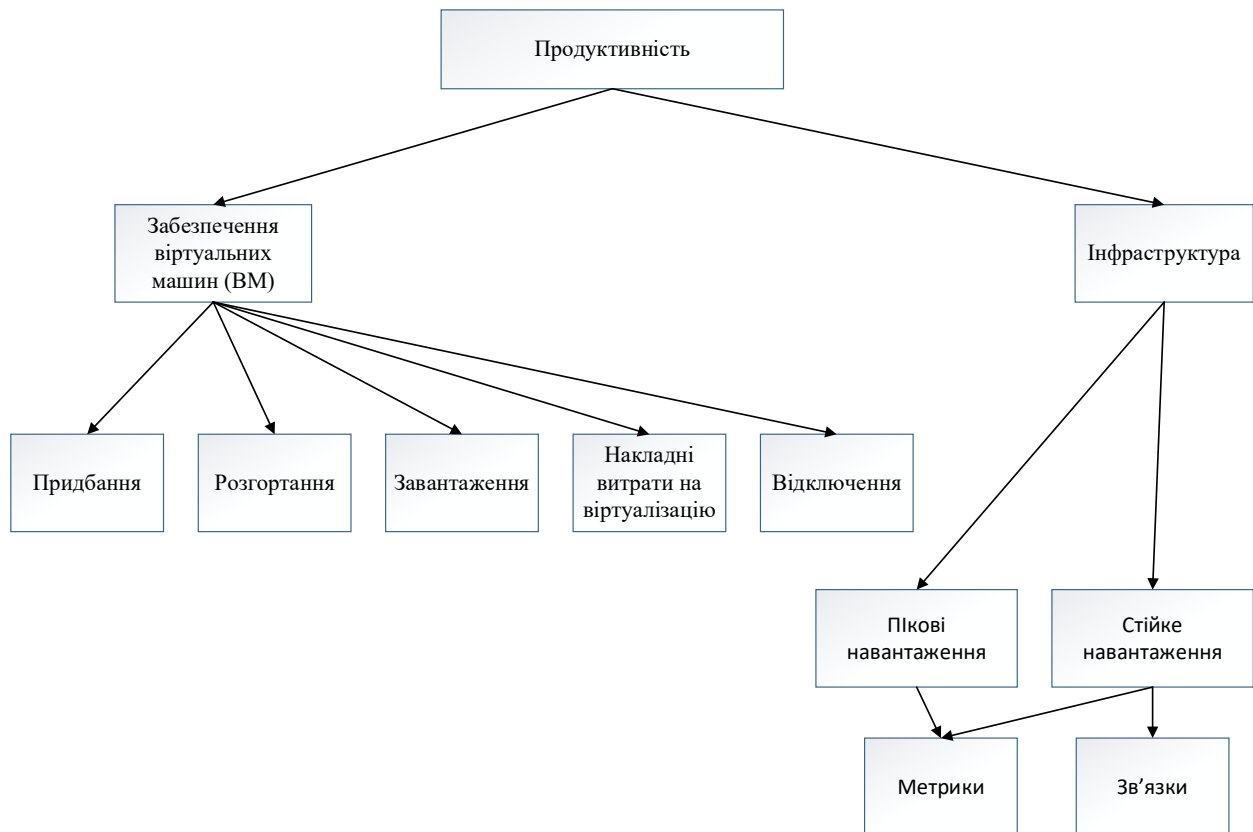 Продуктивність
Забезпечення
віртуальних
машин (ВМ)
Інфраструктура
Придбання
Розгортання
Завантаження
Накладні
витрати на
віртуалізацію
Відключення
ПІкові
навантаження
Стійке
навантаження
Метрики
Зв’язки